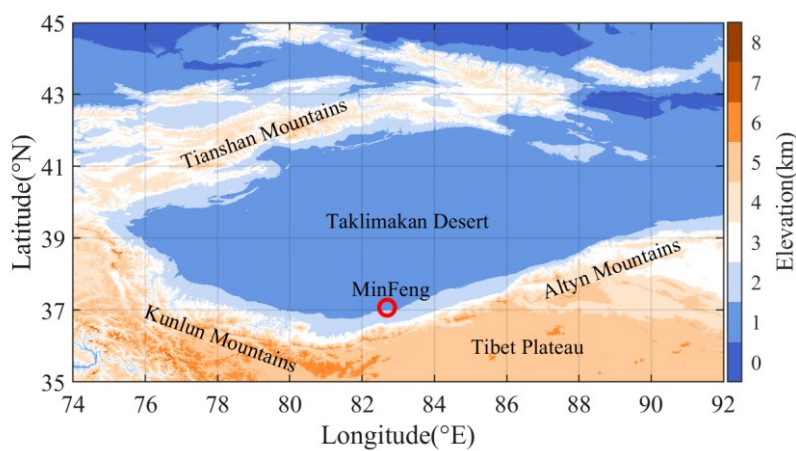 45
43
41
39
37
35
Latitude(°N)
74
76
78
80
82
84
86
88
90
92
Longitude(°E)
Tianshan Mountains
Taklimakan Desert
MinFeng
Altyn Mountains
Kunlun Mountains
Tibet Plateau
8
7
6
5
4
3
2
1
0
Elevation(km)